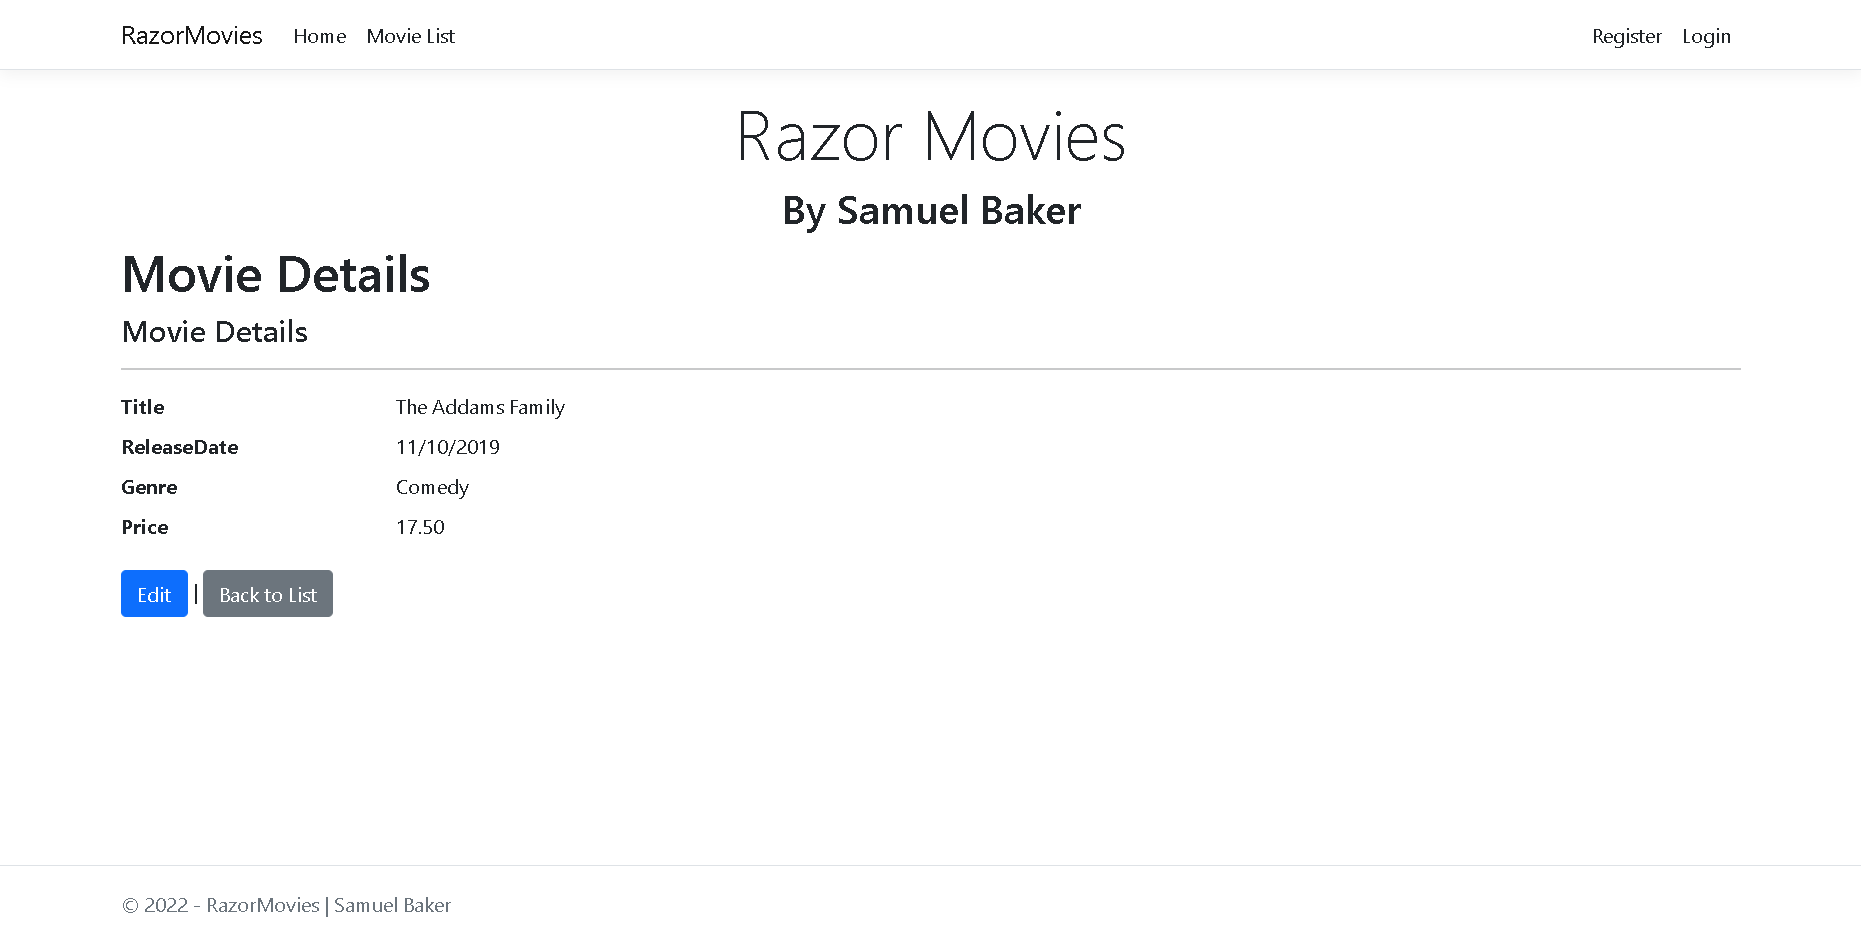 RazorMovies Home Movie List Register Login
Razor Movies
By Samuel Baker
Movie Details
Movie Details
Title The Addams Family
ReleaseDate 11/10/2019
Genre Comedy
Price 17.50
Edit | Back to List
© 2022 - RazorMovies | Samuel Baker